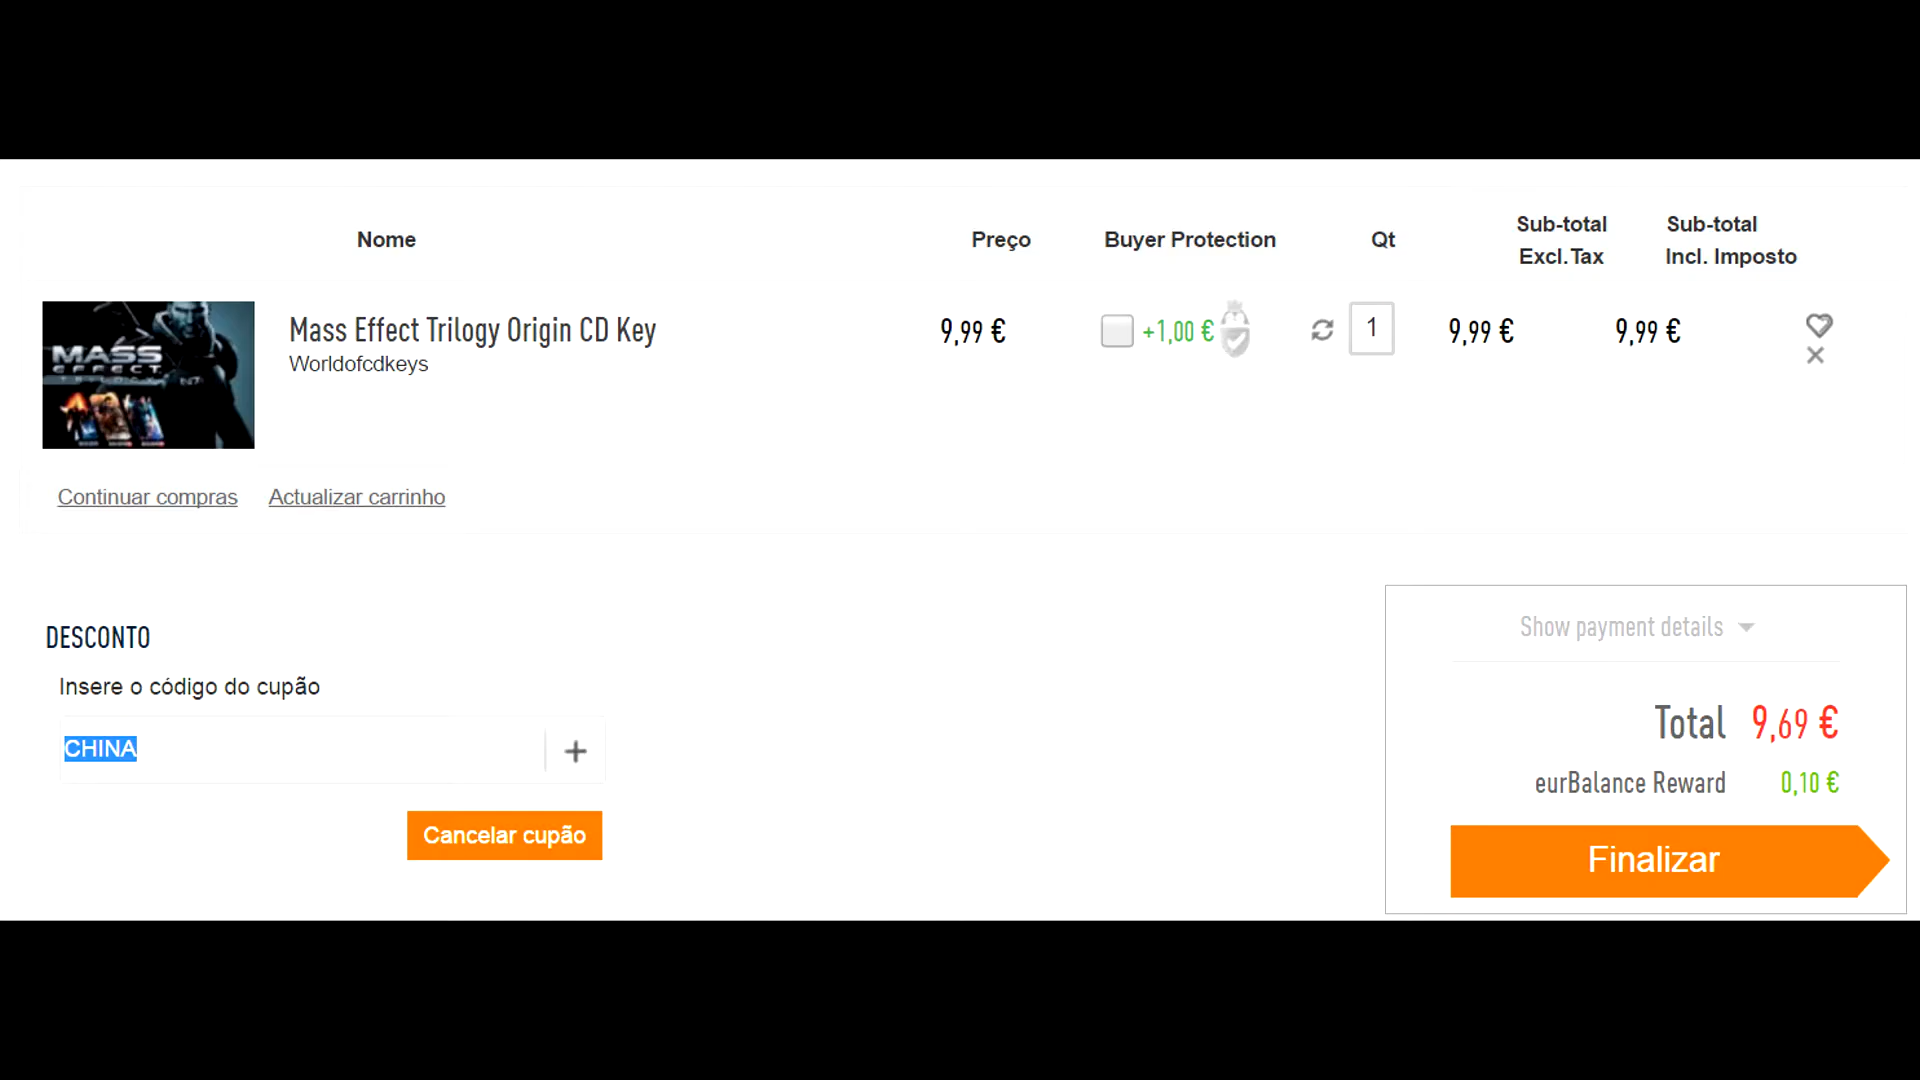 Nome
Preço
Buyer Protection
Qt
Sub-total
Excl.Tax
Sub-total
Incl. Imposto
MASS
EFFECT
TRILOGY
N7
Mass Effect Trilogy Origin CD Key
Worldofcdkeys
9,99 €
+1,00 €
1
9,99 €
9,99 €
Continuar compras
Actualizar carrinho
DESCONTO
Insere o código do cupão
CHINA
+
Cancelar cupão
Show payment details
Total 9,69 €
eurBalance Reward 0,10 €
Finalizar